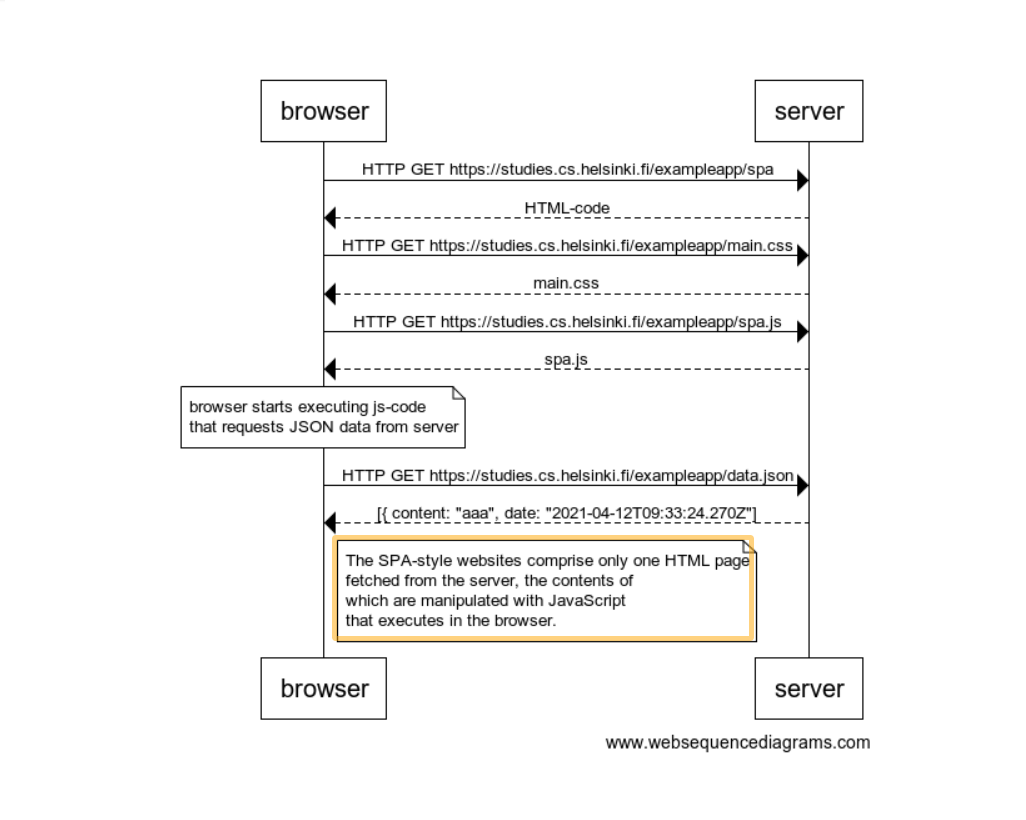 browser
server
HTTP GET https://studies.cs.helsinki.fi/exampleapp/spa
HTML-code
HTTP GET https://studies.cs.helsinki.fi/exampleapp/main.css
main.css
HTTP GET https://studies.cs.helsinki.fi/exampleapp/spa.js
spa.js
browser starts executing js-code
that requests JSON data from server
HTTP GET https://studies.cs.helsinki.fi/exampleapp/data.json
[{ content: "aaa", date: "2021-04-12T09:33:24.270Z"]
The SPA-style websites comprise only one HTML page
fetched from the server, the contents of
which are manipulated with JavaScript
that executes in the browser.
browser
server
www.websequencediagrams.com